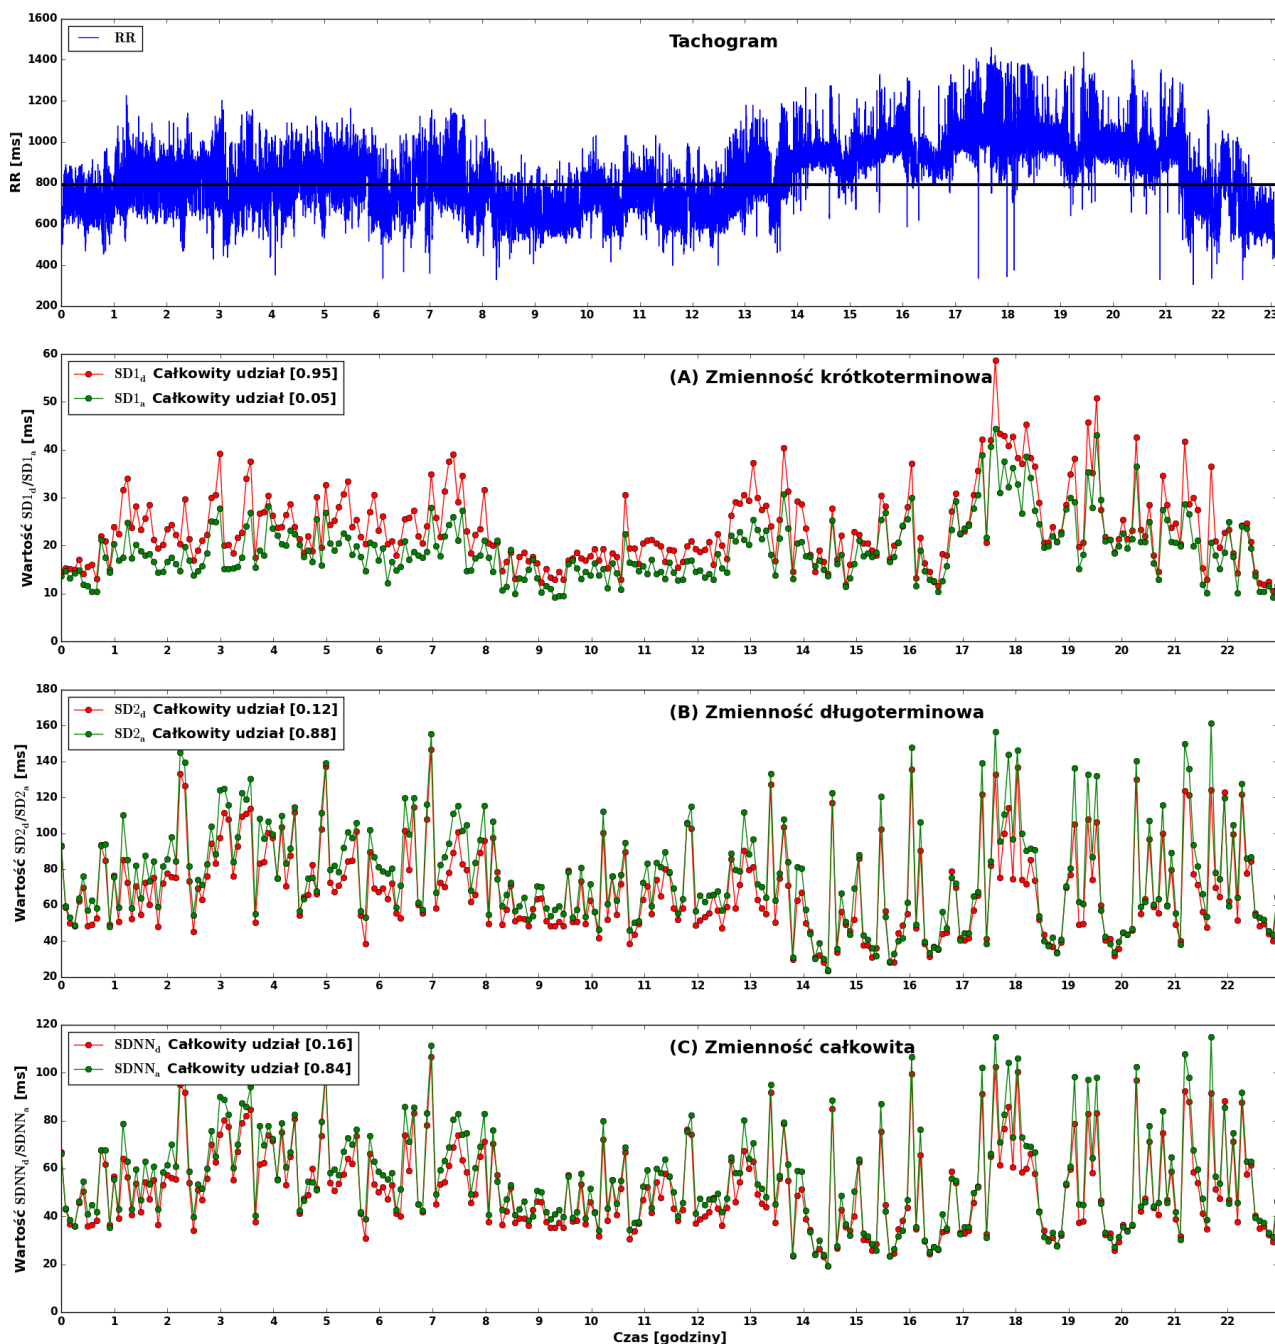 Tachogram
RR
RR [ms]
1600
1400
1200
1000
800
600
400
200
0 1 2 3 4 5 6 7 8 9 10 11 12 13 14 15 16 17 18 19 20 21 22 23
(A) Zmienność krótkoterminowa
SD1d Całkowity udział [0.95]
SD1a Całkowity udział [0.05]
Wartość SD1d/SD1a [ms]
60
50
40
30
20
10
0
0 1 2 3 4 5 6 7 8 9 10 11 12 13 14 15 16 17 18 19 20 21 22
(B) Zmienność długoterminowa
SD2d Całkowity udział [0.12]
SD2a Całkowity udział [0.88]
Wartość SD2d/SD2a [ms]
180
160
140
120
100
80
60
40
20
0 1 2 3 4 5 6 7 8 9 10 11 12 13 14 15 16 17 18 19 20 21 22
(C) Zmienność całkowita
SDNNd Całkowity udział [0.16]
SDNNa Całkowity udział [0.84]
Wartość SDNNd/SDNNa [ms]
120
100
80
60
40
20
0
0 1 2 3 4 5 6 7 8 9 10 11 12 13 14 15 16 17 18 19 20 21 22
Czas [godziny]